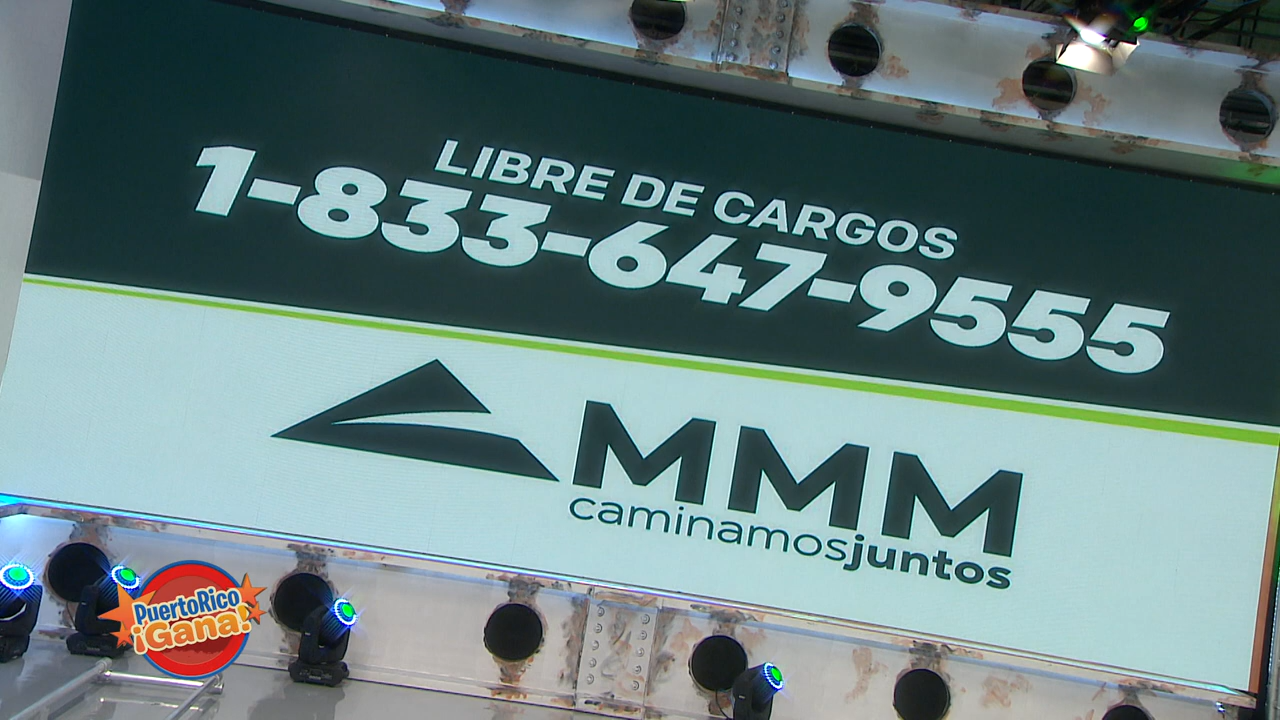 LIBRE DE CARGOS
1-833-647-9555
MMM
caminamosjuntos
PuertoRico
¡Gana!